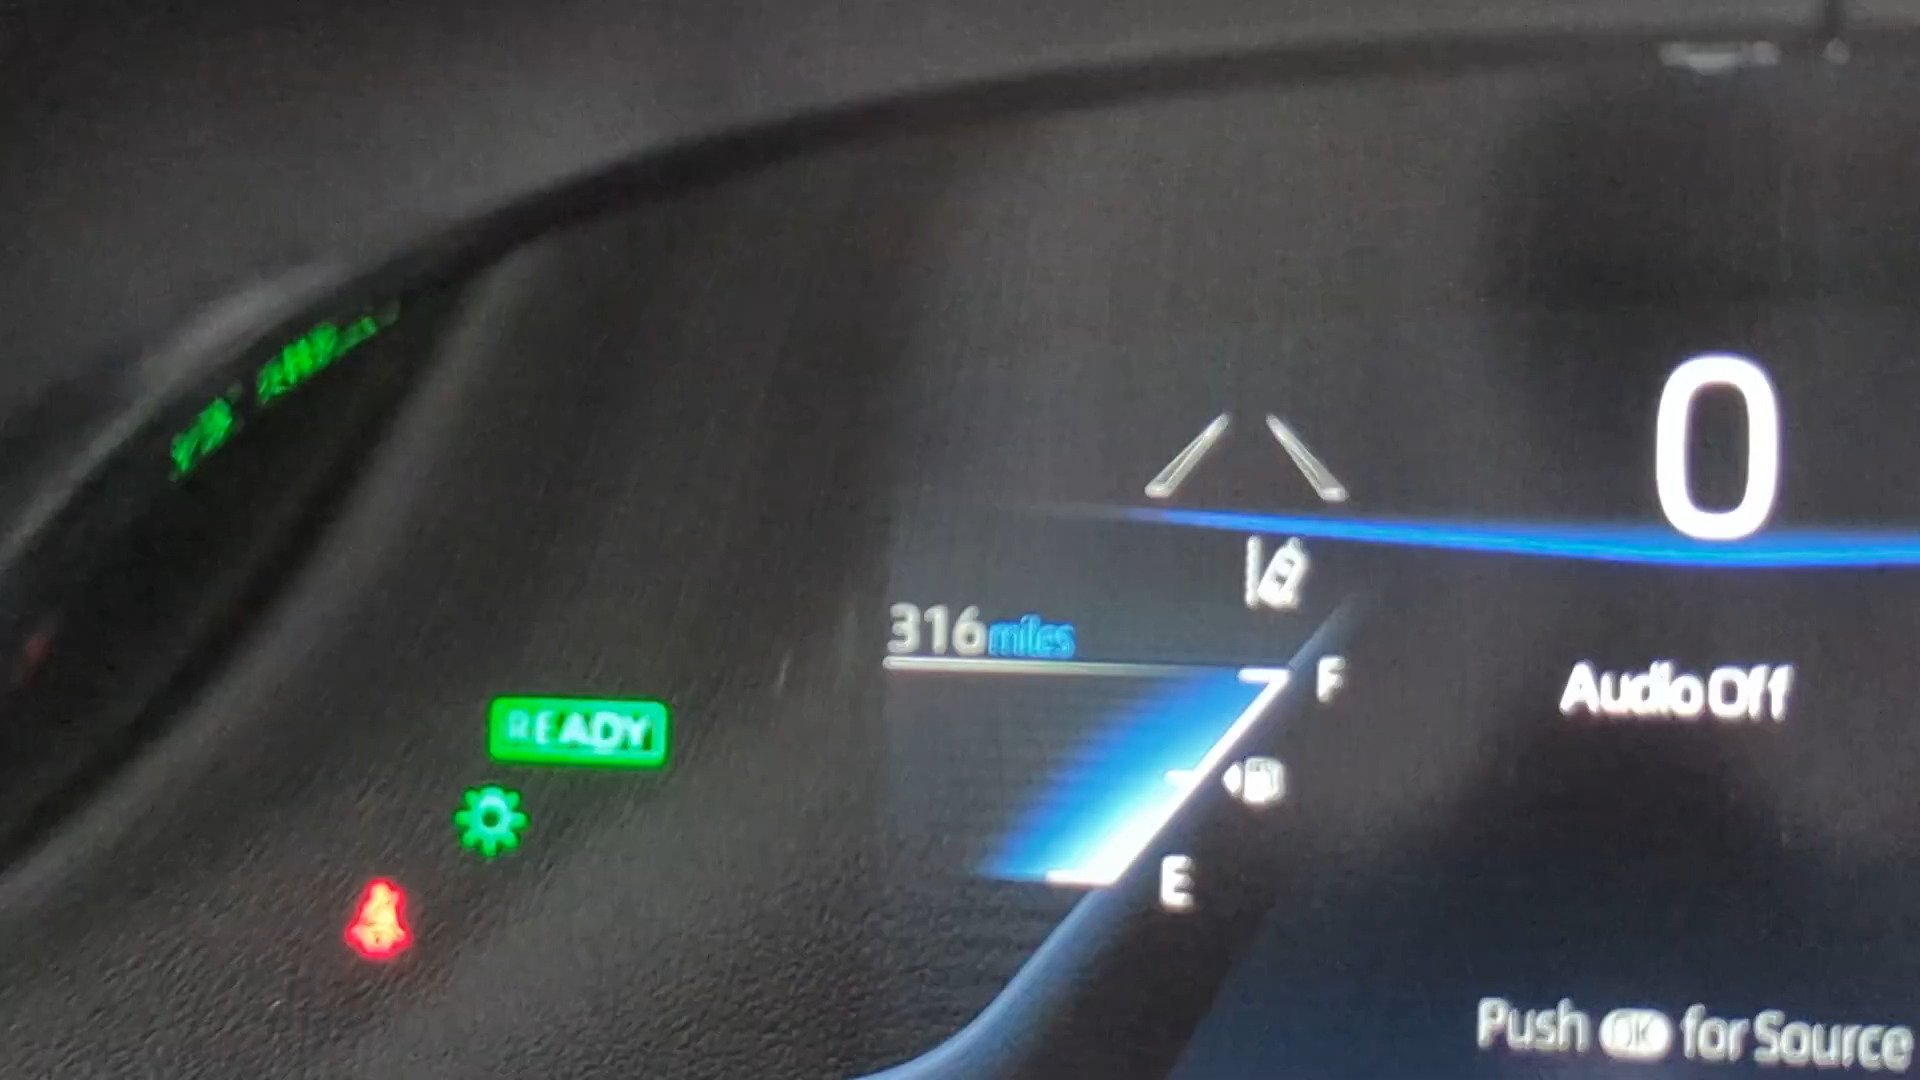 0
316miles
F
Audio Off
READY
E
Push OK for Source